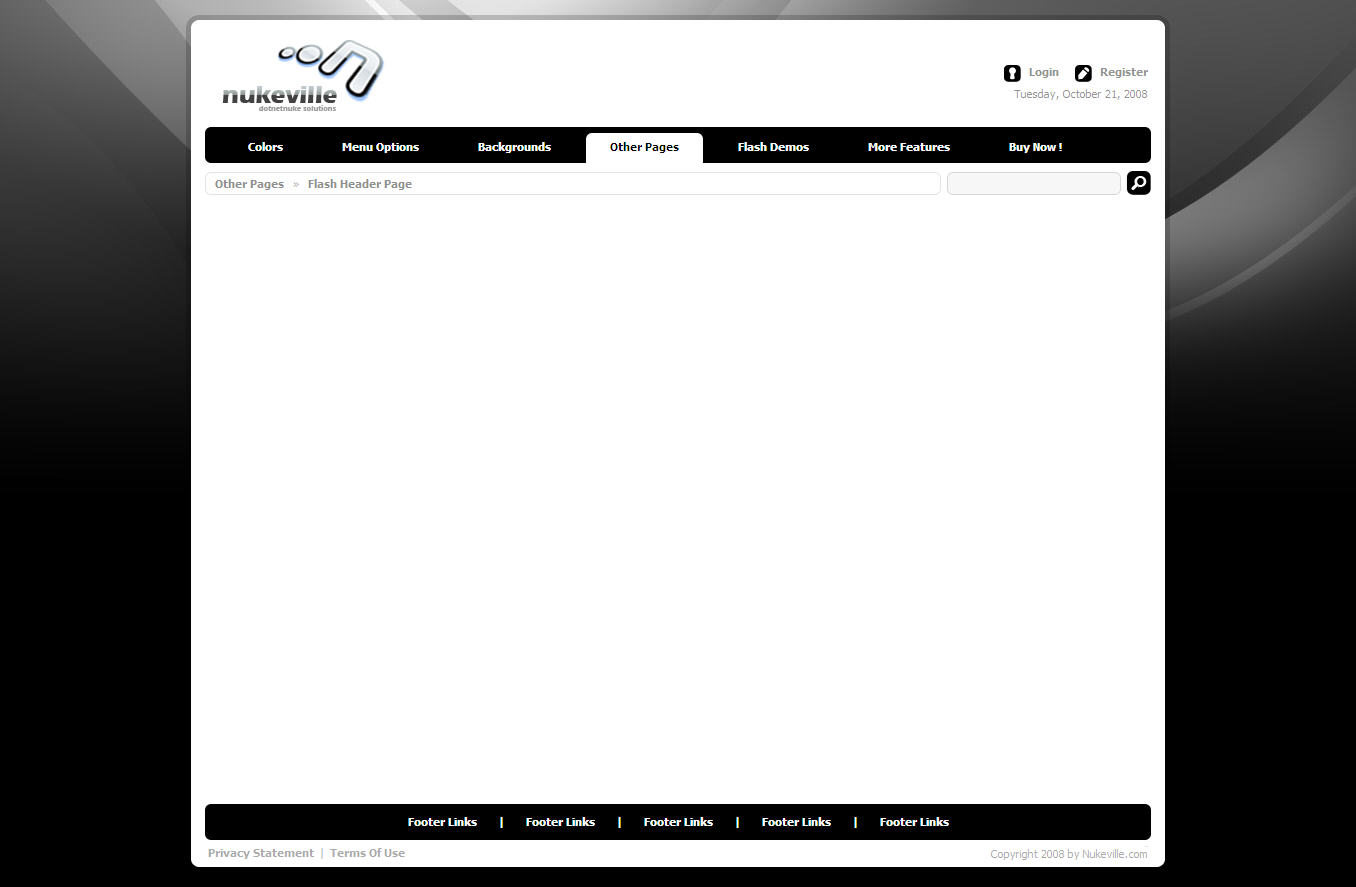 nukeville
dotnetnuke solutions
Login Register
Tuesday, October 21, 2008
Colors Menu Options Backgrounds Other Pages Flash Demos More Features Buy Now !
Other Pages » Flash Header Page
Footer Links | Footer Links | Footer Links | Footer Links | Footer Links
Privacy Statement | Terms Of Use
Copyright 2008 by Nukeville.com